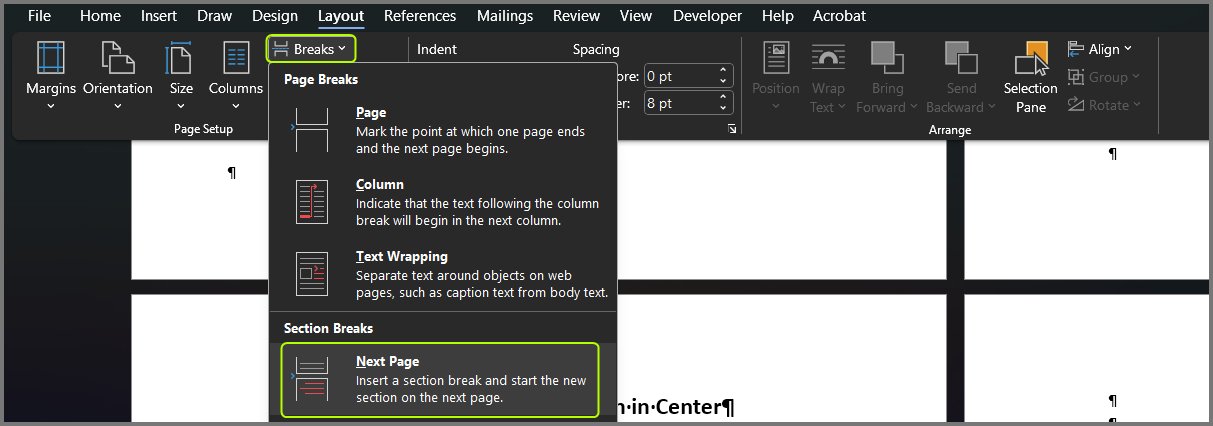 File Home Insert Draw Design Layout References Mailings Review View Developer Help Acrobat
Margins
Orientation
Size
Columns
Breaks
Page Setup
Indent
Spacing
ore: 0 pt
er: 8 pt
Position
Wrap
Text
Bring
Forward
Send
Backward
Selection
Pane
Align
Group
Rotate
Arrange
Page Breaks
Page
Mark the point at which one page ends
and the next page begins.
Column
Indicate that the text following the column
break will begin in the next column.
Text Wrapping
Separate text around objects on web
pages, such as caption text from body text.
Section Breaks
Next Page
Insert a section break and start the new
section on the next page.
¶
¶
n·in·Center¶
¶
¶